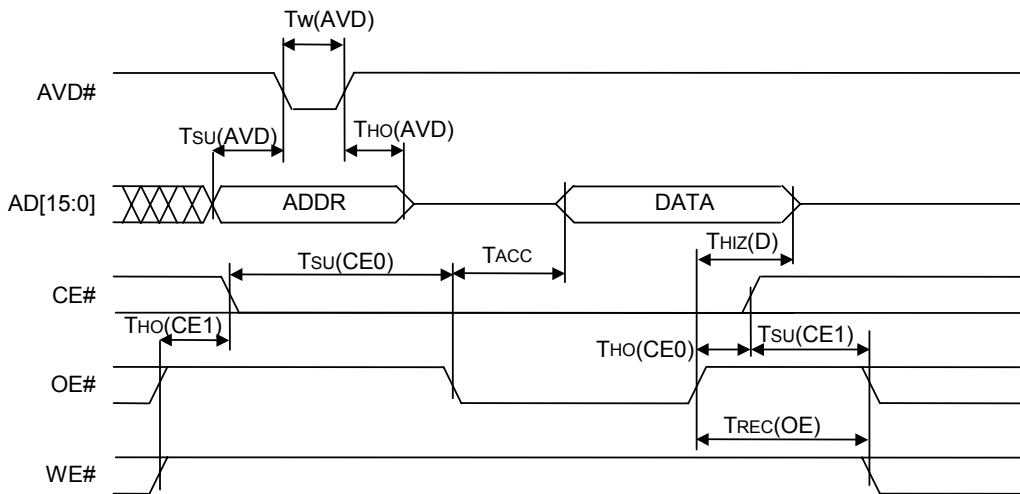 Tw(AVD)
AVD#
TSU(AVD)
THO(AVD)
AD[15:0]
ADDR
DATA
THIZ(D)
TSU(CE0)
TACC
CE#
THO(CE1)
THO(CE0)
TSU(CE1)
OE#
TREC(OE)
WE#